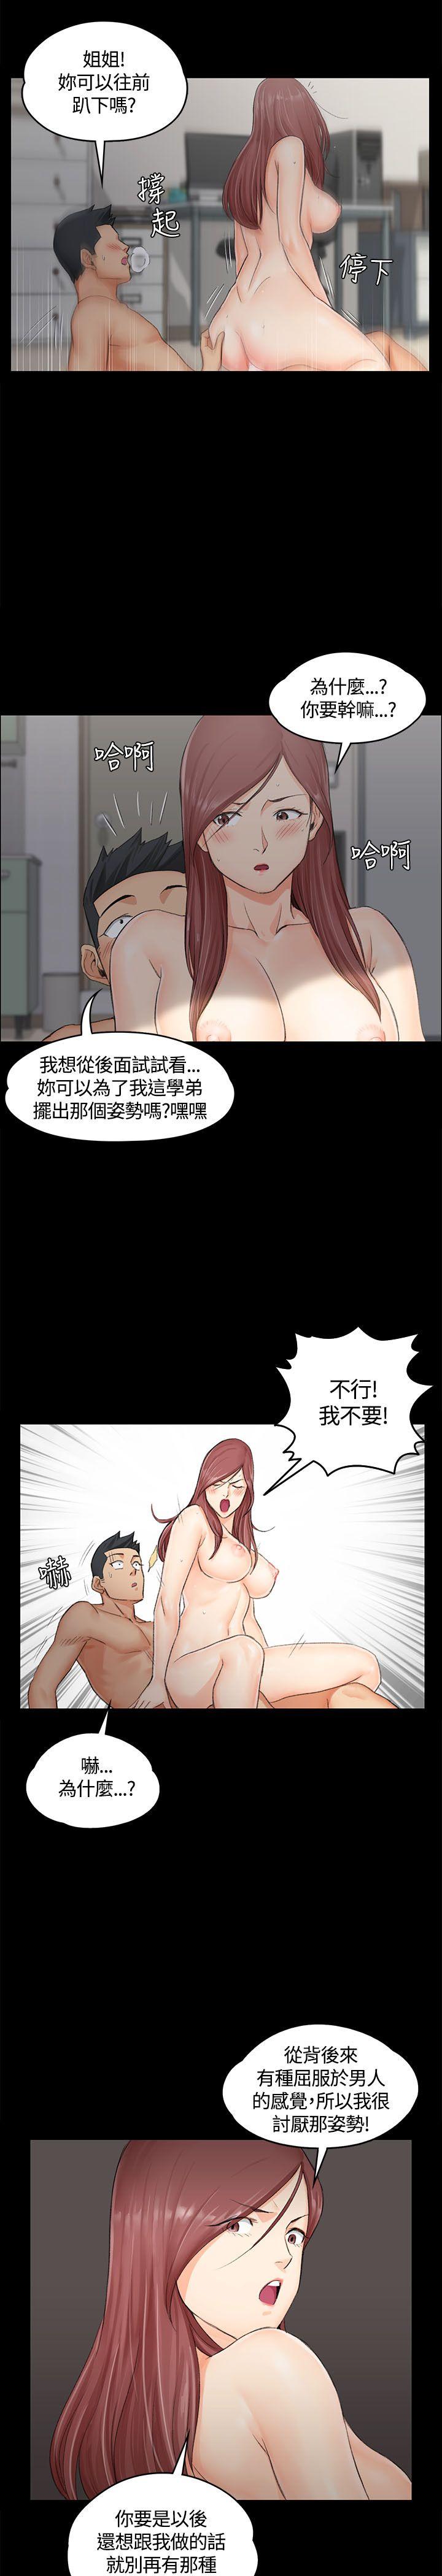 姐姐!
妳可以往前
趴下嗎?
撐起
停下
為什麼...?
你要幹嘛...?
哈啊
哈啊
我想從後面試試看...
妳可以為了我這學弟
擺出那個姿勢嗎?嘿嘿
不行!
我不要!
嚇
嚇...
為什麼...?
從背後來
有種屈服於男人
的感覺,所以我很
討厭那姿勢!
你要是以後
還想跟我做的話
就別再有那種